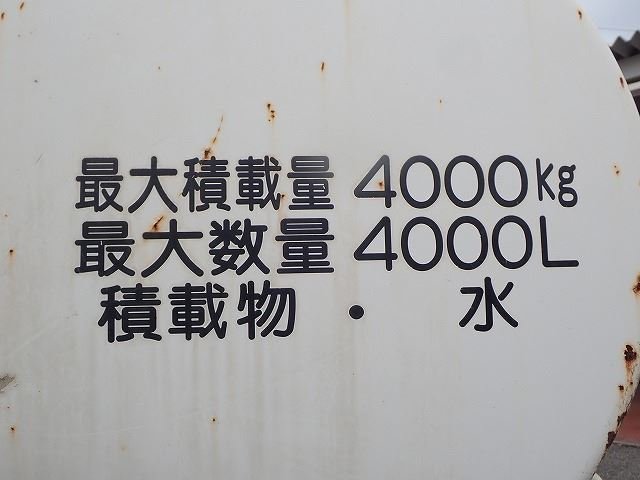 最大積載量 4000kg
最大数量 4000L
積載物・ 水